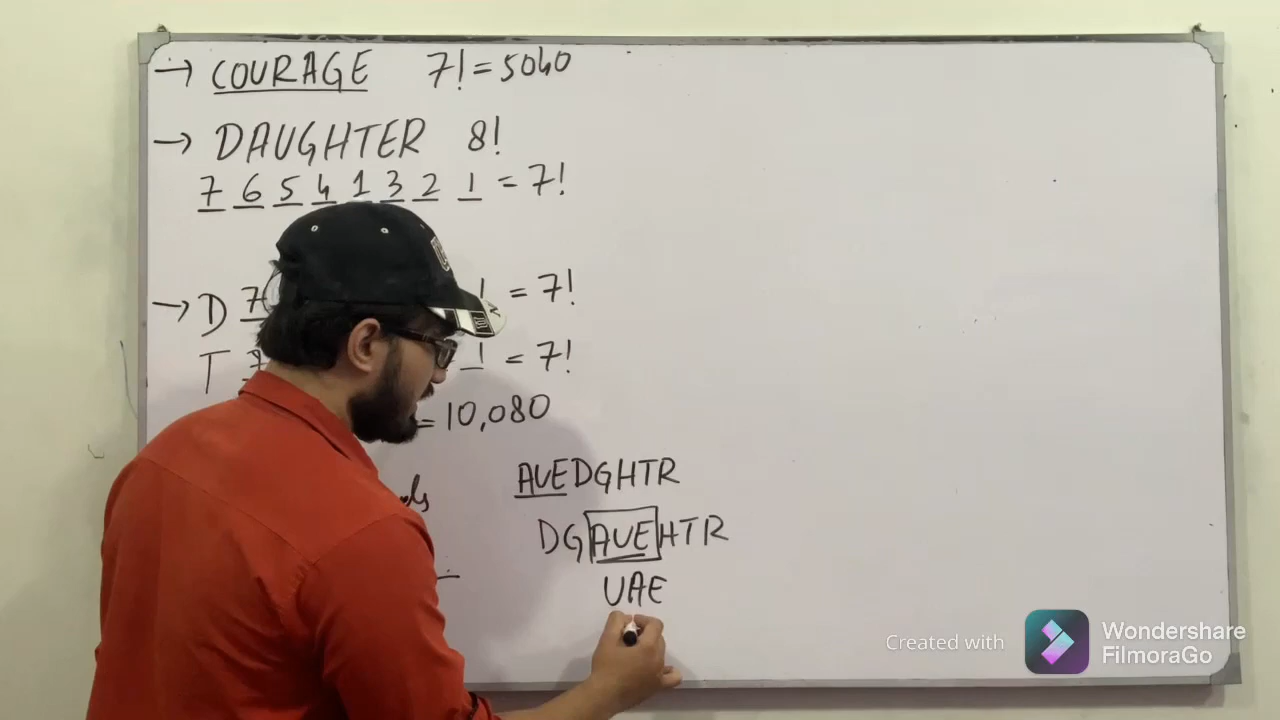 → COURAGE 7! = 5040
→ DAUGHTER 8!
7 6 5 4 1 3 2 1 = 7!
→ D 7 1 = 7!
T 7 1 = 7!
= 10,080
AUEDGHTR
DGAUEHTR
UAE
Created with Wondershare FilmoraGo